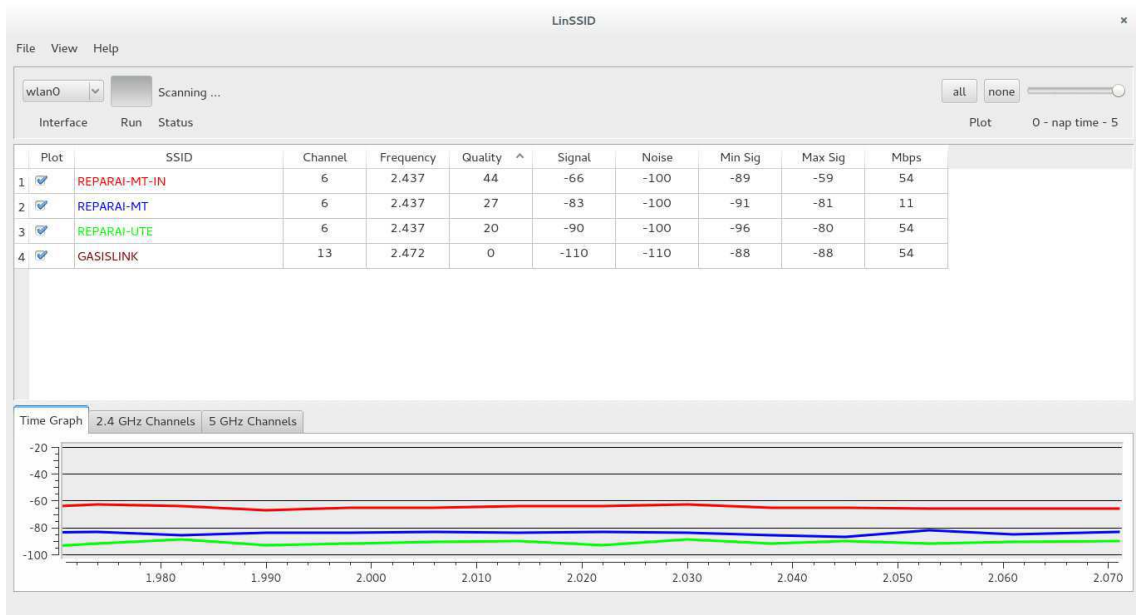 LinSSID ×
File View Help
wlan0 Scanning ... all none
Interface Run Status Plot 0 - nap time - 5
Plot SSID Channel Frequency Quality ^ Signal Noise Min Sig Max Sig Mbps
1 REPARAI-MT-IN 6 2.437 44 -66 -100 -89 -59 54
2 REPARAI-MT 6 2.437 27 -83 -100 -91 -81 11
3 REPARAI-UTE 6 2.437 20 -90 -100 -96 -80 54
4 GASISLINK 13 2.472 0 -110 -110 -88 -88 54
Time Graph 2.4 GHz Channels 5 GHz Channels
-20
-40
-60
-80
-100
1.980 1.990 2.000 2.010 2.020 2.030 2.040 2.050 2.060 2.070